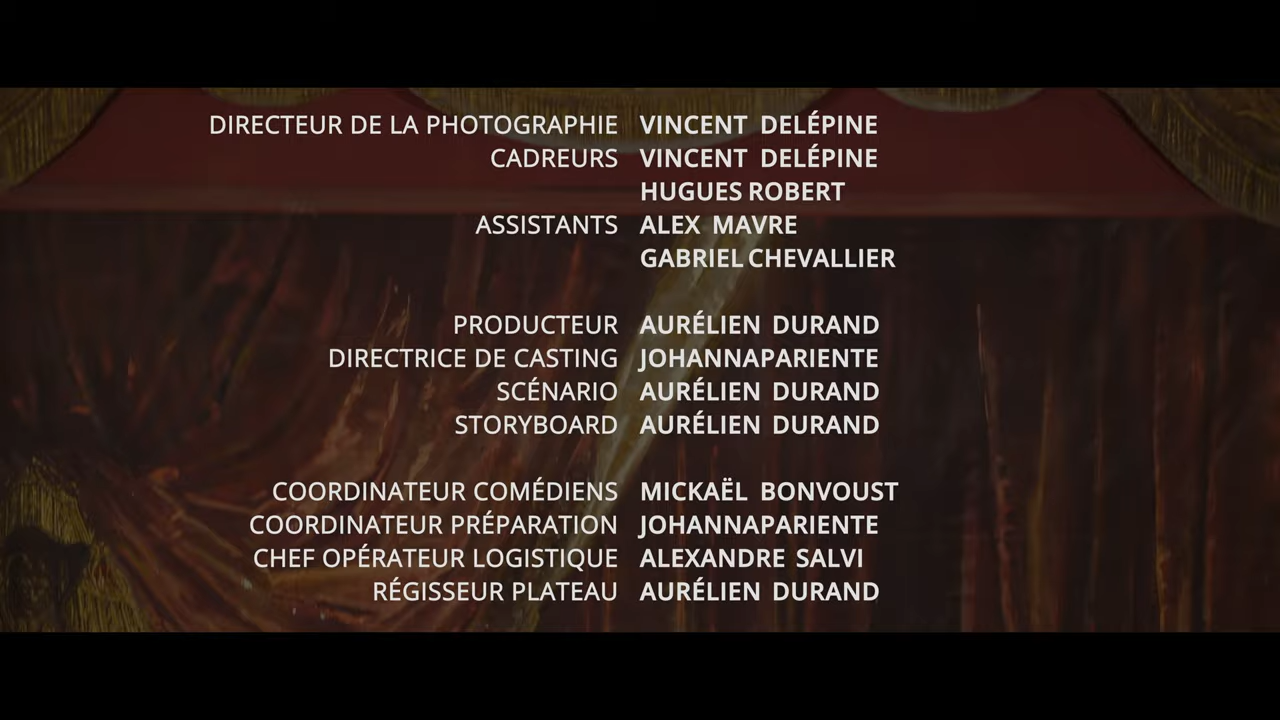 DIRECTEUR DE LA PHOTOGRAPHIE VINCENT DELÉPINE
CADREURS VINCENT DELÉPINE
HUGUES ROBERT
ASSISTANTS ALEX MAVRE
GABRIEL CHEVALLIER
PRODUCTEUR AURÉLIEN DURAND
DIRECTRICE DE CASTING JOHANNAPARIENTE
SCÉNARIO AURÉLIEN DURAND
STORYBOARD AURÉLIEN DURAND
COORDINATEUR COMÉDIENS MICKAËL BONVOUST
COORDINATEUR PRÉPARATION JOHANNAPARIENTE
CHEF OPÉRATEUR LOGISTIQUE ALEXANDRE SALVI
RÉGISSEUR PLATEAU AURÉLIEN DURAND